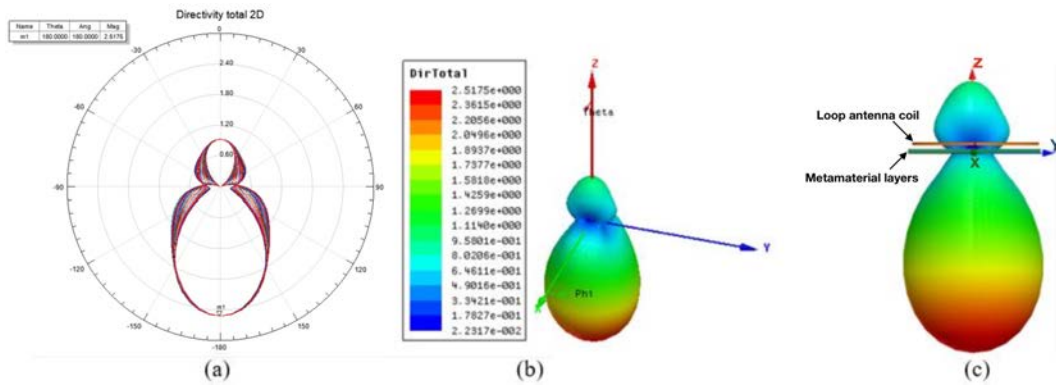 Directivity total 2D
Name Theta Ang Mag
m1 180.0000 180.0000 2.5175
0
-30 30
-60 60
-90 90
-120 120
-150 150
-180
2.40
1.80
1.20
0.60
m1
(a)
DirTotal
2.5175e+000
2.3615e+000
2.2056e+000
2.0496e+000
1.8937e+000
1.7377e+000
1.5818e+000
1.4259e+000
1.2699e+000
1.1140e+000
9.5801e-001
8.0206e-001
6.4611e-001
4.9016e-001
3.3421e-001
1.7827e-001
2.2317e-002
Z
Theta
Y
X
Phi
(b)
Z
Loop antenna coil
Y
X
Metamaterial layers
(c)